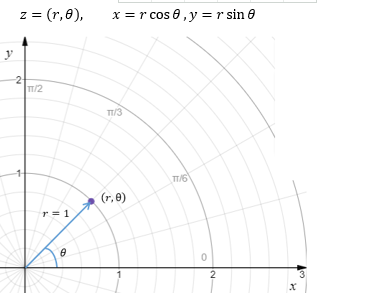 z = (r, θ),    x = r cos θ , y = r sin θ
y
2
π/2
π/3
1
π/6
(r, θ)
r = 1
θ
0
1
2
3
x